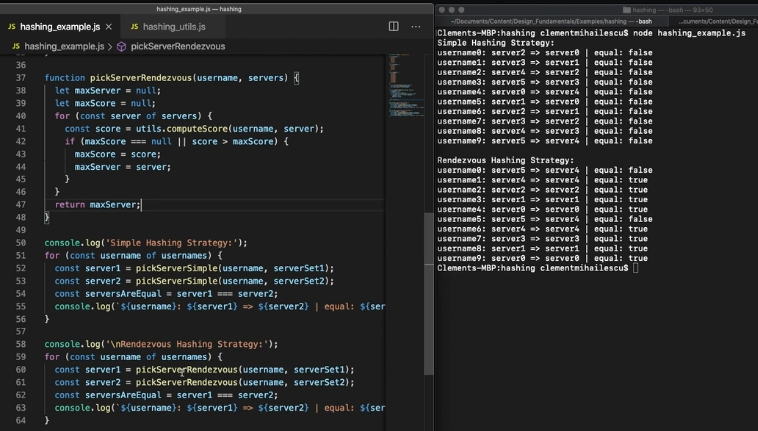 hashing_example.js — hashing
JS hashing_example.js ×
JS hashing_utils.js
JS hashing_example.js > pickServerRendezvous
36
37 function pickServerRendezvous(username, servers) {
38 let maxServer = null;
39 let maxScore = null;
40 for (const server of servers) {
41 const score = utils.computeScore(username, server);
42 if (maxScore === null || score > maxScore) {
43 maxScore = score;
44 maxServer = server;
45 }
46 }
47 return maxServer;
48 }
49
50 console.log('Simple Hashing Strategy:');
51 for (const username of usernames) {
52 const server1 = pickServerSimple(username, serverSet1);
53 const server2 = pickServerSimple(username, serverSet2);
54 const serversAreEqual = server1 === server2;
55 console.log(`${username}: ${server1} => ${server2} | equal: ${ser
56 }
57
58 console.log('\nRendezvous Hashing Strategy:');
59 for (const username of usernames) {
60 const server1 = pickServerRendezvous(username, serverSet1);
61 const server2 = pickServerRendezvous(username, serverSet2);
62 const serversAreEqual = server1 === server2;
63 console.log(`${username}: ${server1} => ${server2} | equal: ${ser
64 }
hashing — -bash — 93×50
~/Documents/Content/Design_Fundamentals/Examples/hashing — -bash
...cuments/Content/Design_F
Clements-MBP:hashing clementmihailescu$ node hashing_example.js
Simple Hashing Strategy:
username0: server2 => server0 | equal: false
username1: server3 => server1 | equal: false
username2: server4 => server2 | equal: false
username3: server5 => server3 | equal: false
username4: server0 => server4 | equal: false
username5: server1 => server0 | equal: false
username6: server2 => server1 | equal: false
username7: server3 => server2 | equal: false
username8: server4 => server3 | equal: false
username9: server5 => server4 | equal: false
Rendezvous Hashing Strategy:
username0: server5 => server4 | equal: false
username1: server4 => server4 | equal: true
username2: server2 => server2 | equal: true
username3: server1 => server1 | equal: true
username4: server0 => server0 | equal: true
username5: server5 => server4 | equal: false
username6: server4 => server4 | equal: true
username7: server3 => server3 | equal: true
username8: server1 => server1 | equal: true
username9: server0 => server0 | equal: true
Clements-MBP:hashing clementmihailescu$